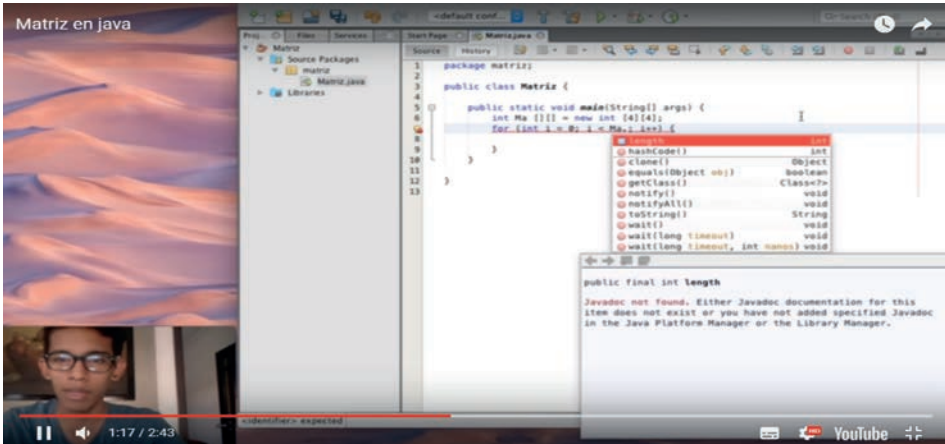 Matriz en java
<default conf...
Proj...
Files
Services
Start Page
Matriz.java
Source
History
Matriz
Source Packages
matriz
Matriz.java
Libraries
1 package matriz;
2
3 public class Matriz {
4
5 public static void main(String[] args) {
6 int Ma [][] = new int [4][4];
for (int i = 0; i < Ma.; i++) {
8
9 }
10 }
11
12 }
13
length int
hashCode() int
clone() Object
equals(Object obj) boolean
getClass() Class<?>
notify() void
notifyAll() void
toString() String
wait() void
wait(long timeout) void
wait(long timeout, int nanos) void
public final int length
Javadoc not found. Either Javadoc documentation for this
item does not exist or you have not added specified Javadoc
in the Java Platform Manager or the Library Manager.
<identifier> expected
1:17 / 2:43
YouTube